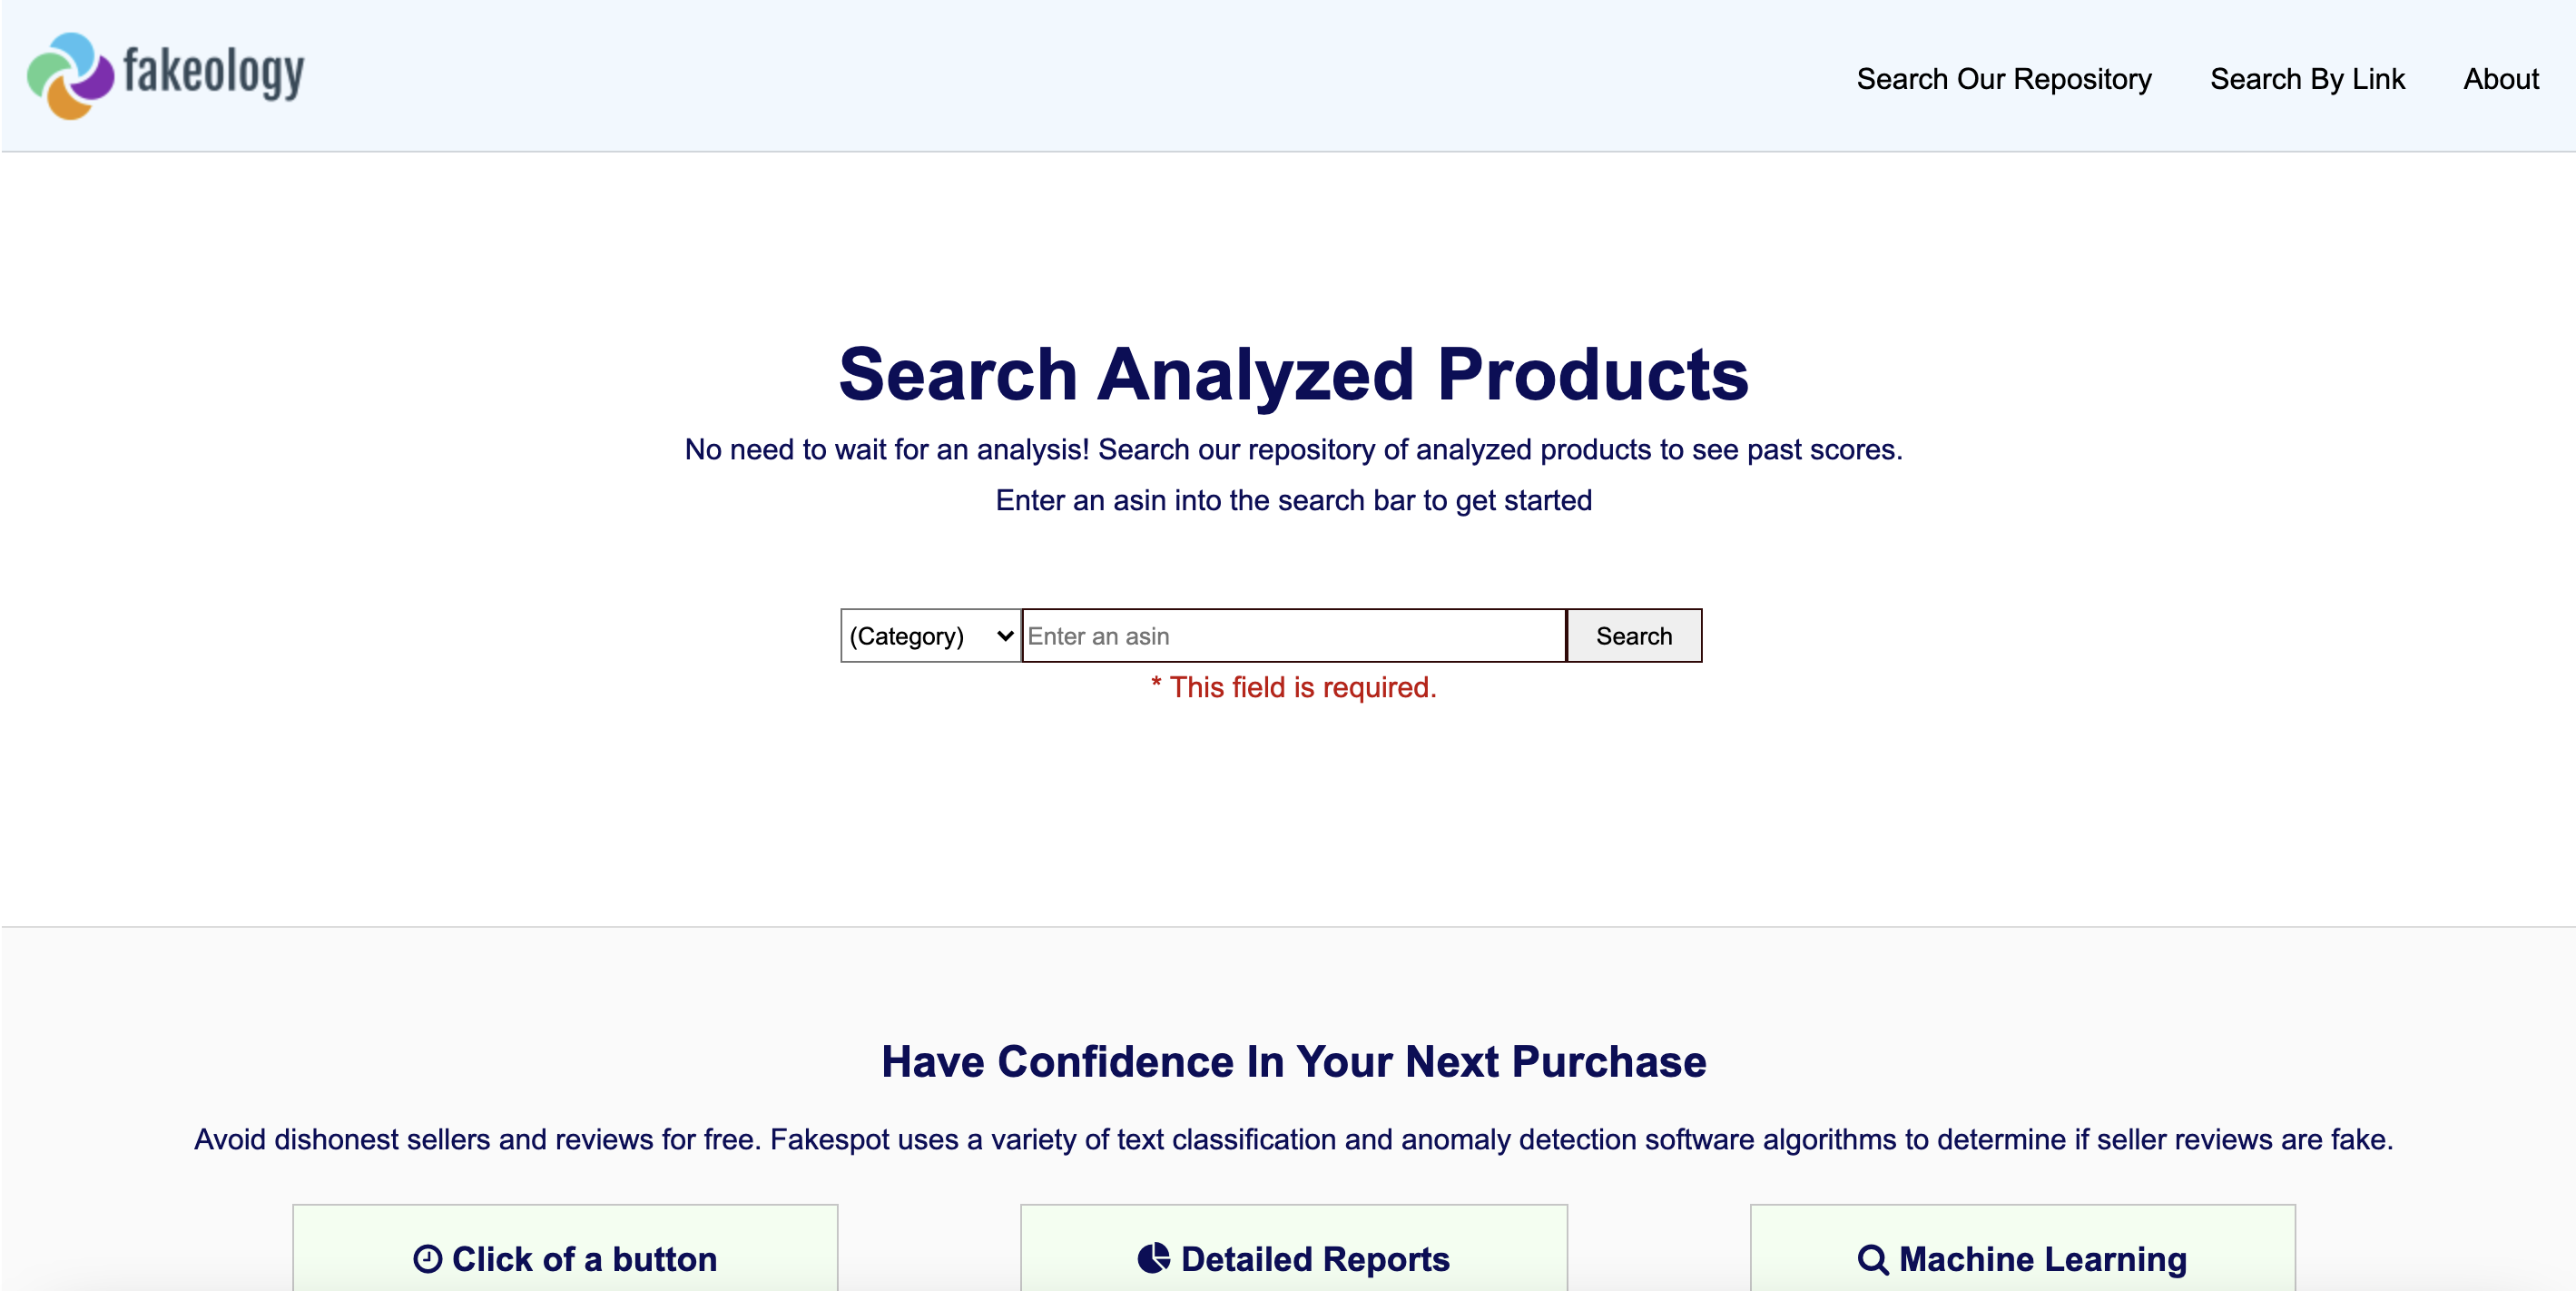 fakeology
Search Our Repository
Search By Link
About
Search Analyzed Products
No need to wait for an analysis! Search our repository of analyzed products to see past scores.
Enter an asin into the search bar to get started
(Category)
Enter an asin
Search
* This field is required.
Have Confidence In Your Next Purchase
Avoid dishonest sellers and reviews for free. Fakespot uses a variety of text classification and anomaly detection software algorithms to determine if seller reviews are fake.
Click of a button
Detailed Reports
Machine Learning